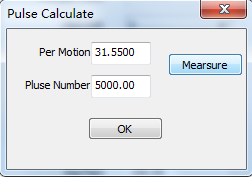 Pulse Calculate
Per Motion 31.5500
Mearsure
Pluse Number 5000.00
OK